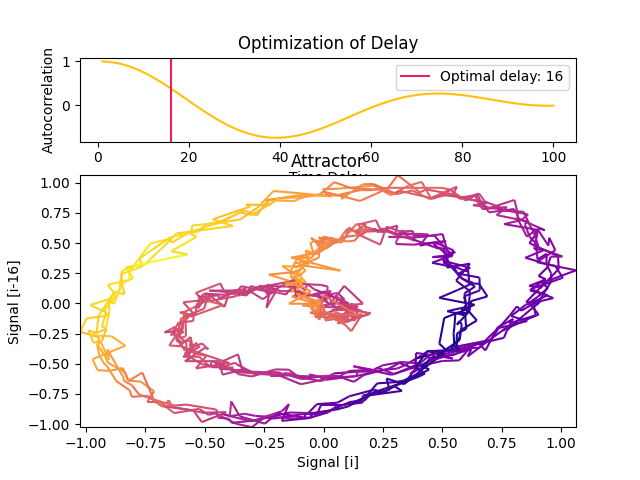 Optimization of Delay
Autocorrelation
1
0
Optimal delay: 16
0 20 40 60 80 100
Time Delay
Attractor
Signal [i-16]
1.00
0.75
0.50
0.25
0.00
−0.25
−0.50
−0.75
−1.00
−1.00 −0.75 −0.50 −0.25 0.00 0.25 0.50 0.75 1.00
Signal [i]